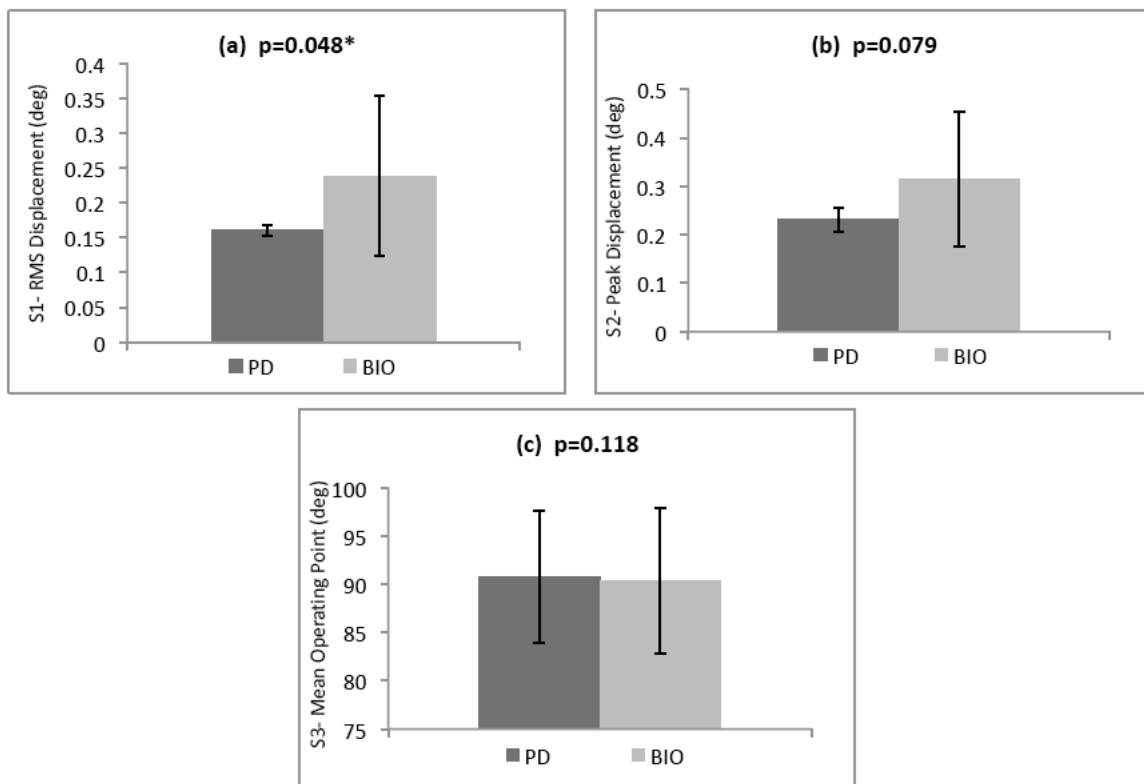 (a) p=0.048*
S1- RMS Displacement (deg)
0.4
0.35
0.3
0.25
0.2
0.15
0.1
0.05
0
PD BIO
(b) p=0.079
S2- Peak Displacement (deg)
0.5
0.4
0.3
0.2
0.1
0
PD BIO
(c) p=0.118
S3- Mean Operating Point (deg)
100
95
90
85
80
75
PD BIO